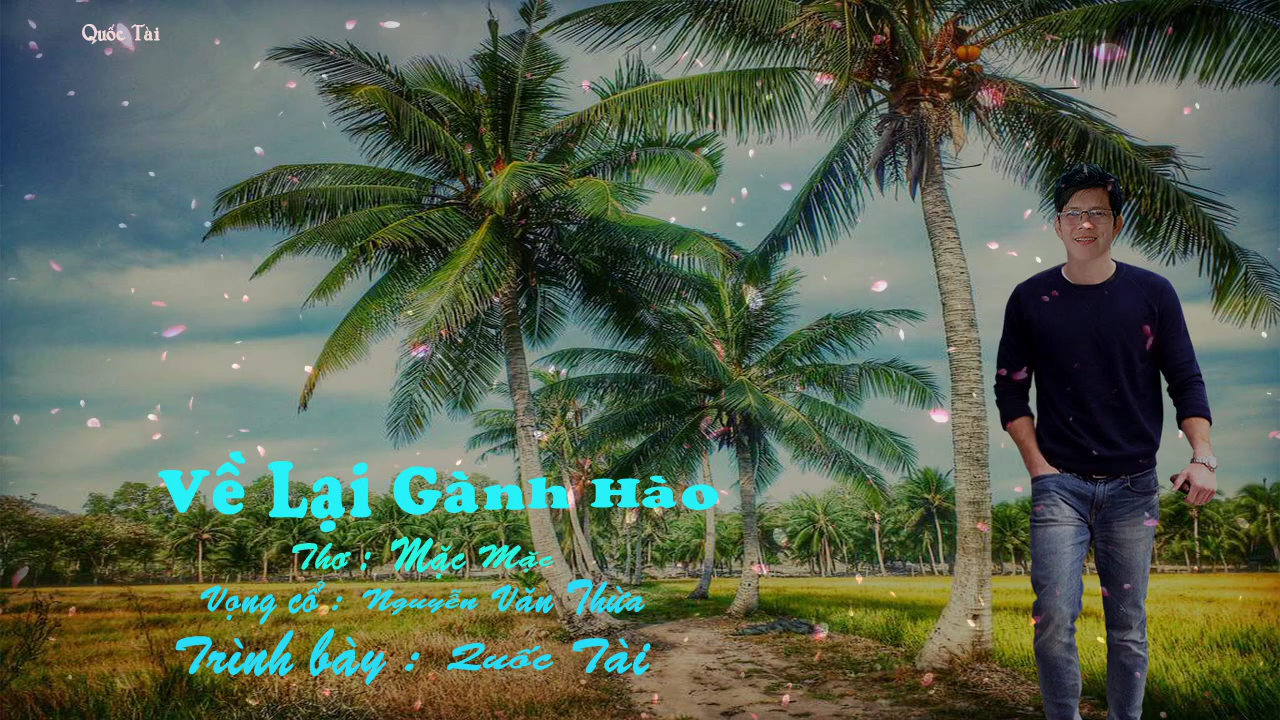 Quốc Tài
Về Lại Gành Hào
Thơ : Mặc Mặc
Vọng cổ : Nguyễn Văn Thừa
Trình bày : Quốc Tài